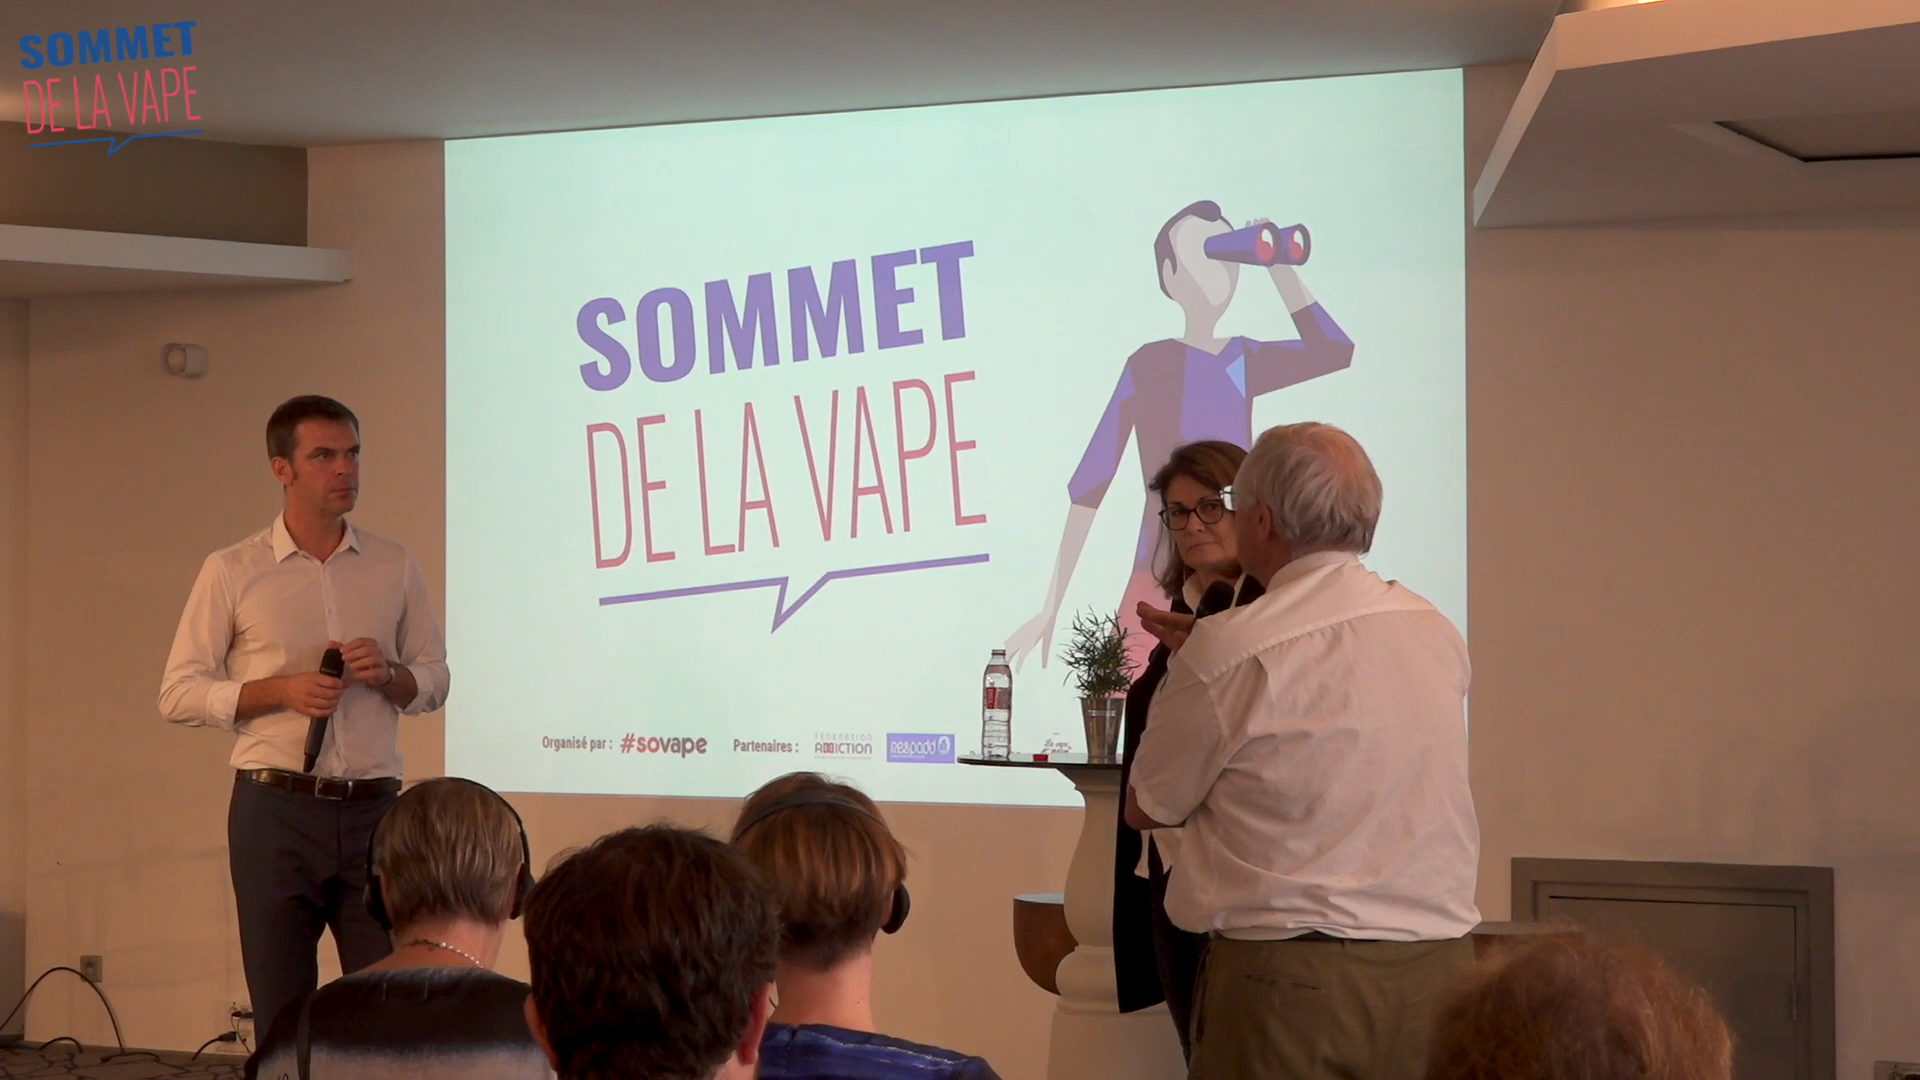 SOMMET
DE LA VAPE
SOMMET
DE LA VAPE
Organisé par : #sovape Partenaires : FÉDÉRATION ADDICTION Respadd